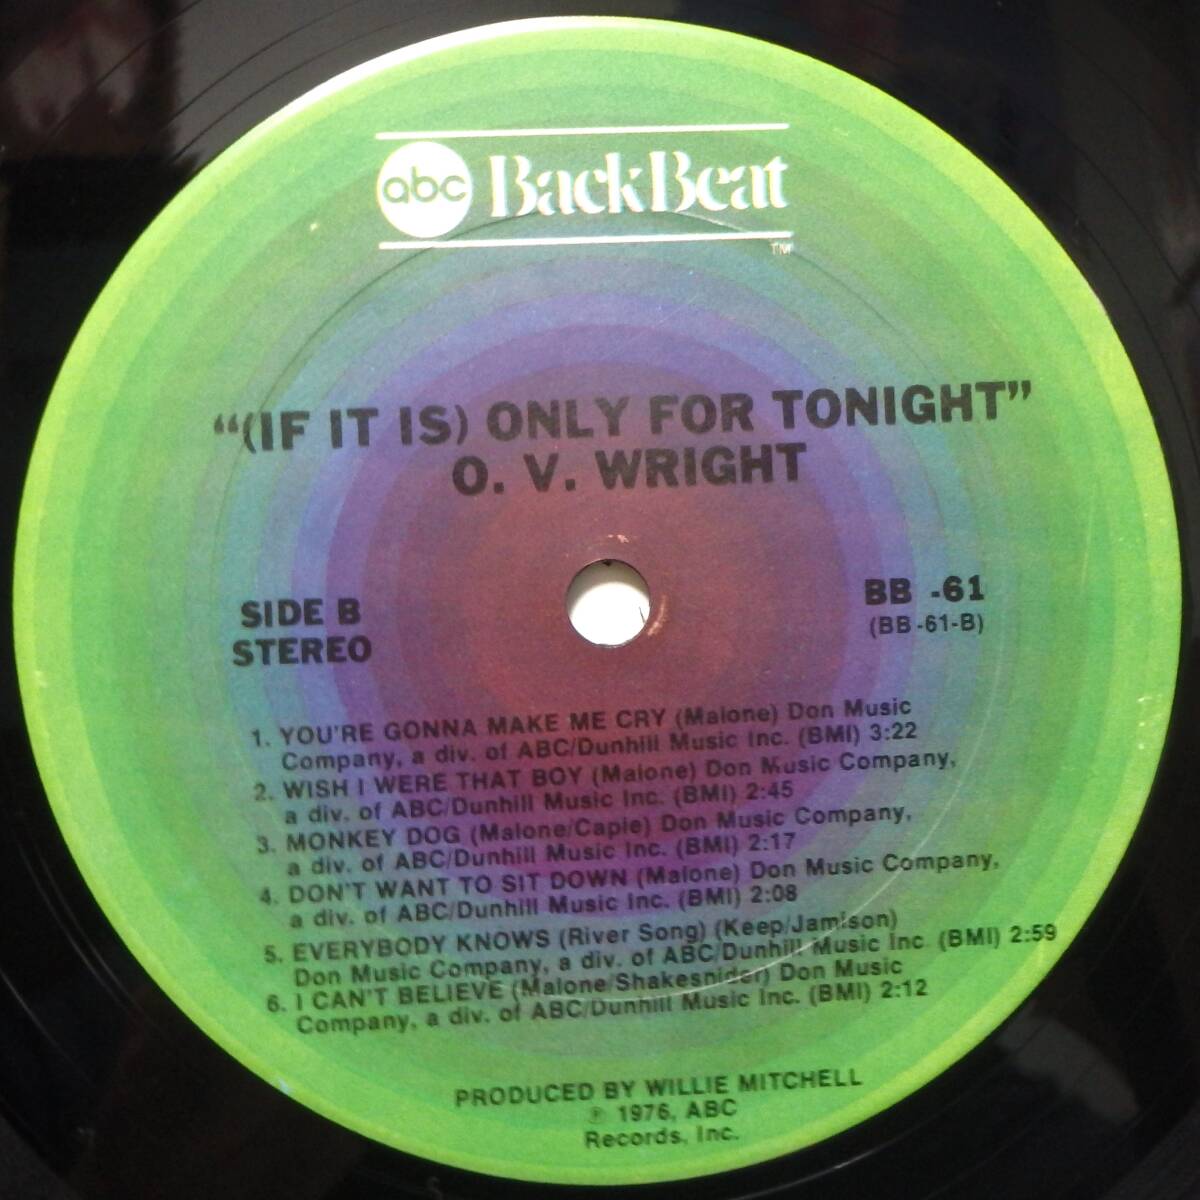 abc BackBeat
TM
"(IF IT IS) ONLY FOR TONIGHT"
O. V. WRIGHT
SIDE B
STEREO
BB -61
(BB-61-B)
1. YOU'RE GONNA MAKE ME CRY (Malone) Don Music
Company, a div. of ABC/Dunhill Music Inc. (BMI) 3:22
2. WISH I WERE THAT BOY (Malone) Don Music Company,
a div. of ABC/Dunhill Music Inc. (BMI) 2:45
3. MONKEY DOG (Malone/Caple) Don Music Company,
a div. of ABC/Dunhill Music Inc. (BMI) 2:17
4. DON'T WANT TO SIT DOWN (Malone) Don Music Company,
a div. of ABC/Dunhill Music Inc. (BMI) 2:08
5. EVERYBODY KNOWS (River Song) (Keep/Jamison)
Don Music Company, a div. of ABC/Dunhill Music Inc. (BMI) 2:59
6. I CAN'T BELIEVE (Malone/Shakesnider) Don Music
Company, a div. of ABC/Dunhill Music Inc. (BMI) 2:12
PRODUCED BY WILLIE MITCHELL
℗ 1976, ABC
Records, Inc.